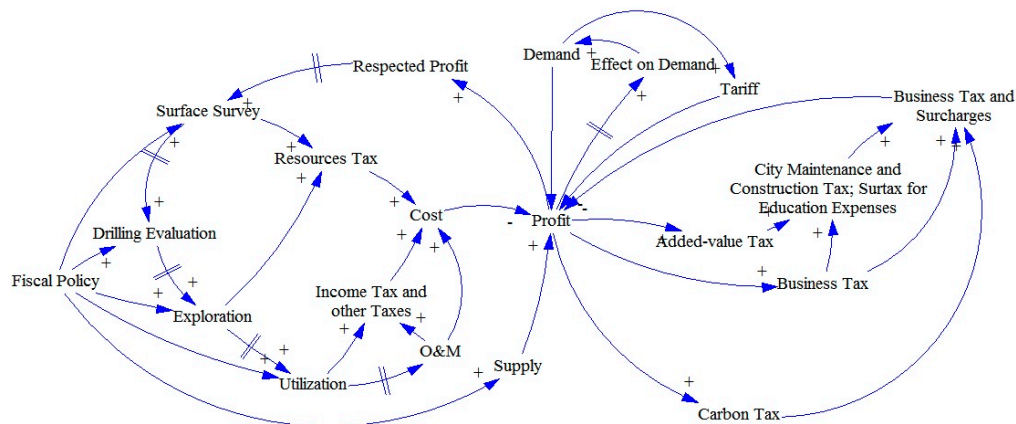 Demand
Effect on Demand
Respected Profit
Tariff
Business Tax and
Surcharges
Surface Survey
Resources Tax
City Maintenance and
Construction Tax; Surtax for
Education Expenses
Cost
Profit
Drilling Evaluation
Added-value Tax
Fiscal Policy
Business Tax
Income Tax and
other Taxes
Exploration
O&M
Supply
Utilization
Carbon Tax